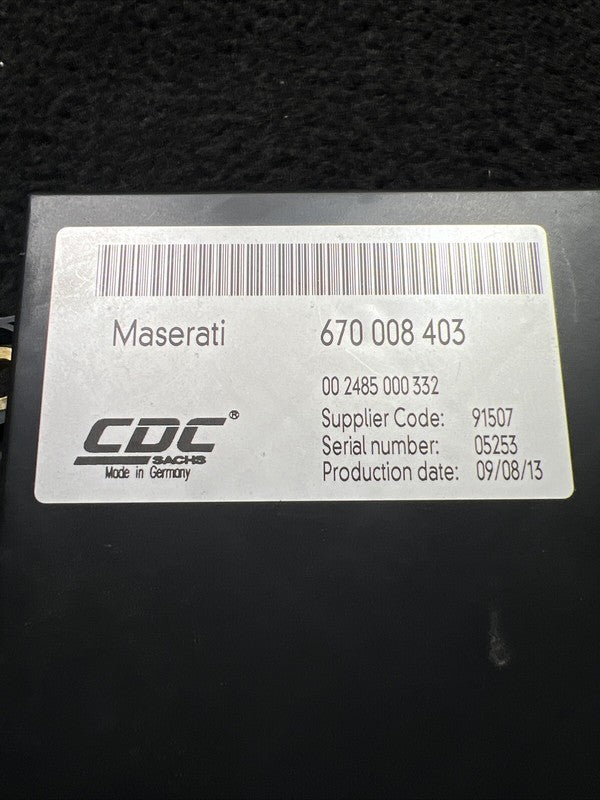 Maserati 670 008 403
00 2485 000 332
Supplier Code: 91507
Serial number: 05253
Production date: 09/08/13
CDC®
SACHS
Made in Germany